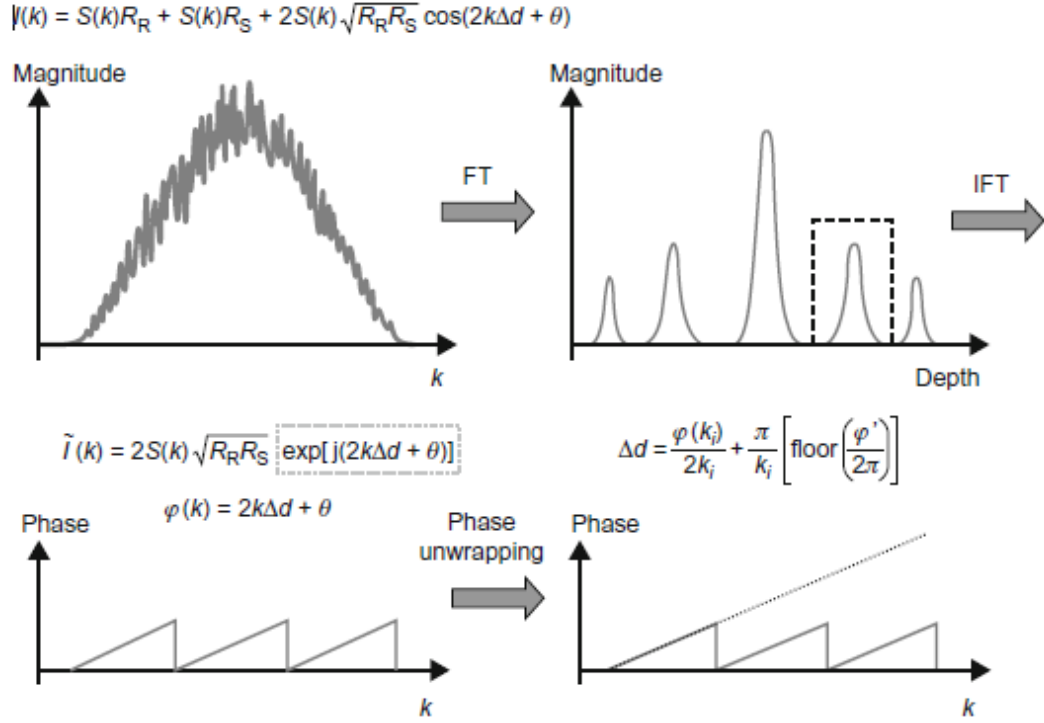 I(k) = S(k)R_R + S(k)R_S + 2S(k)√(R_R R_S) cos(2kΔd + θ)
Magnitude
Magnitude
FT
IFT
k
Depth
Ĩ(k) = 2S(k)√(R_R R_S) exp[j(2kΔd + θ)]
Δd = φ(k_i)/2k_i + π/k_i [floor(φ'/2π)]
φ(k) = 2kΔd + θ
Phase
Phase
unwrapping
Phase
k
k